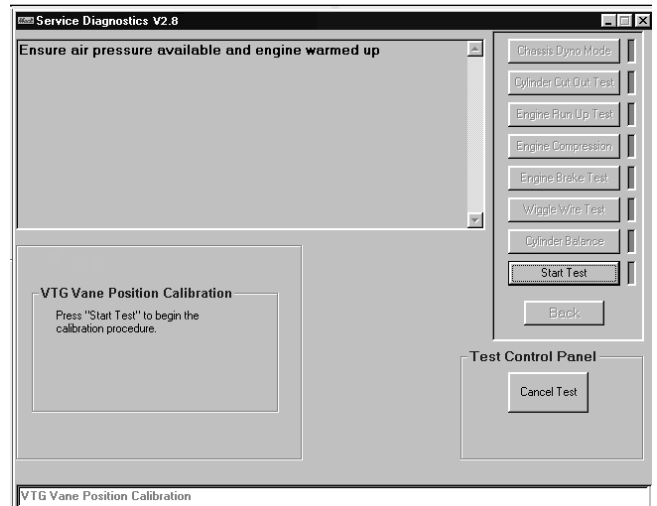 Service Diagnostics V2.8
Ensure air pressure available and engine warmed up
Chassis Dyno Mode
Cylinder Cut Out Test
Engine Run Up Test
Engine Compression
Engine Brake Test
Wiggle Wire Test
Cylinder Balance
Start Test
Back
VTG Vane Position Calibration
Press "Start Test" to begin the
calibration procedure.
Test Control Panel
Cancel Test
VTG Vane Position Calibration